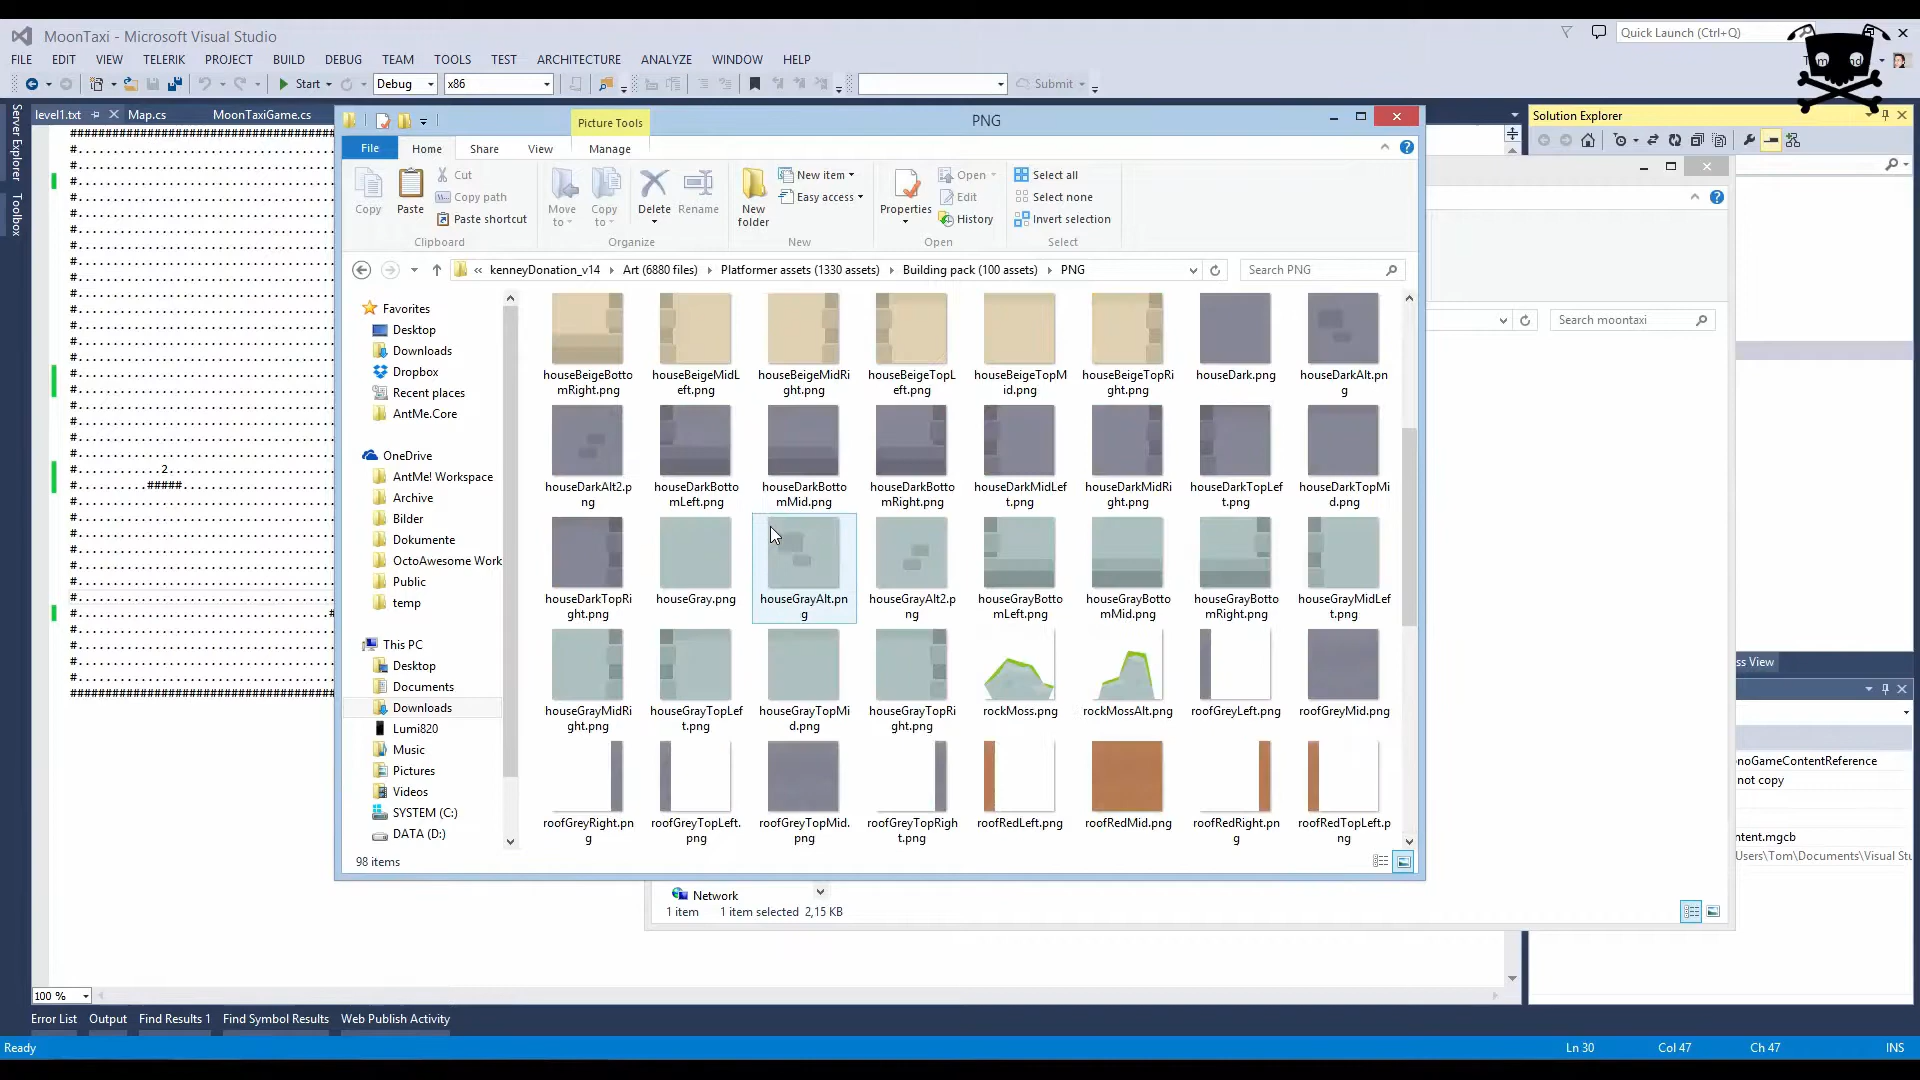 MoonTaxi - Microsoft Visual Studio
Quick Launch (Ctrl+Q)
FILE EDIT VIEW TELERIK PROJECT BUILD DEBUG TEAM TOOLS TEST ARCHITECTURE ANALYZE WINDOW HELP
Start Debug x86 Submit
level1.txt Map.cs MoonTaxiGame.cs
Server Explorer
Toolbox
2
#####
Picture Tools
PNG
File Home Share View Manage
Copy
Paste
Cut
Copy path
Paste shortcut
Clipboard
Move to
Copy to
Delete
Rename
Organize
New folder
New item
Easy access
New
Properties
Open
Edit
History
Open
Select all
Select none
Invert selection
Select
« kenneyDonation_v14 Art (6880 files) Platformer assets (1330 assets) Building pack (100 assets) PNG
Search PNG
Favorites
Desktop
Downloads
Dropbox
Recent places
AntMe.Core
OneDrive
AntMe! Workspace
Archive
Bilder
Dokumente
OctoAwesome Work
Public
temp
This PC
Desktop
Documents
Downloads
Lumi820
Music
Pictures
Videos
SYSTEM (C:)
DATA (D:)
houseBeigeBottomRight.png houseBeigeMidLeft.png houseBeigeMidRight.png houseBeigeTopLeft.png houseBeigeTopMid.png houseBeigeTopRight.png houseDark.png houseDarkAlt.png
houseDarkAlt2.png houseDarkBottomLeft.png houseDarkBottomMid.png houseDarkBottomRight.png houseDarkMidLeft.png houseDarkMidRight.png houseDarkTopLeft.png houseDarkTopMid.png
houseDarkTopRight.png houseGray.png houseGrayAlt.png houseGrayAlt2.png houseGrayBottomLeft.png houseGrayBottomMid.png houseGrayBottomRight.png houseGrayMidLeft.png
houseGrayMidRight.png houseGrayTopLeft.png houseGrayTopMid.png houseGrayTopRight.png rockMoss.png rockMossAlt.png roofGreyLeft.png roofGreyMid.png
roofGreyRight.png roofGreyTopLeft.png roofGreyTopMid.png roofGreyTopRight.png roofRedLeft.png roofRedMid.png roofRedRight.png roofRedTopLeft.png
98 items
Network
1 item 1 item selected 2,15 KB
Search moontaxi
Solution Explorer
ss View
noGameContentReference
not copy
ntent.mgcb
Users\Tom\Documents\Visual Stu
100 %
Error List Output Find Results 1 Find Symbol Results Web Publish Activity
Ready Ln 30 Col 47 Ch 47 INS